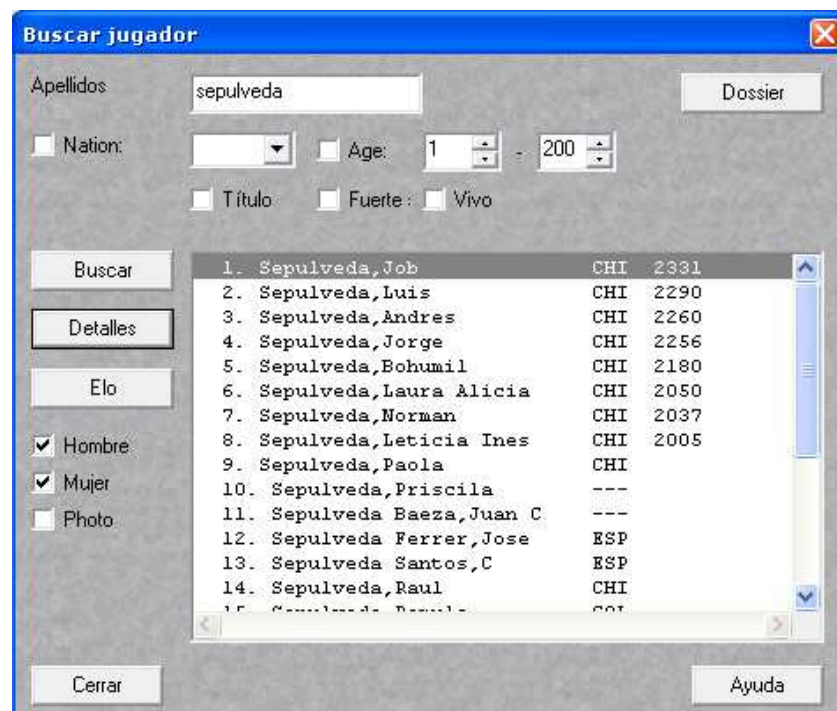 Buscar jugador
Apellidos sepulveda Dossier
Nation: Age: 1 - 200
Título Fuerte : Vivo
Buscar
Detalles
Elo
Hombre
Mujer
Photo
1. Sepulveda,Job CHI 2331
2. Sepulveda,Luis CHI 2290
3. Sepulveda,Andres CHI 2260
4. Sepulveda,Jorge CHI 2256
5. Sepulveda,Bohumil CHI 2180
6. Sepulveda,Laura Alicia CHI 2050
7. Sepulveda,Norman CHI 2037
8. Sepulveda,Leticia Ines CHI 2005
9. Sepulveda,Paola CHI
10. Sepulveda,Priscila ---
11. Sepulveda Baeza,Juan C ---
12. Sepulveda Ferrer,Jose ESP
13. Sepulveda Santos,C ESP
14. Sepulveda,Raul CHI
Cerrar Ayuda